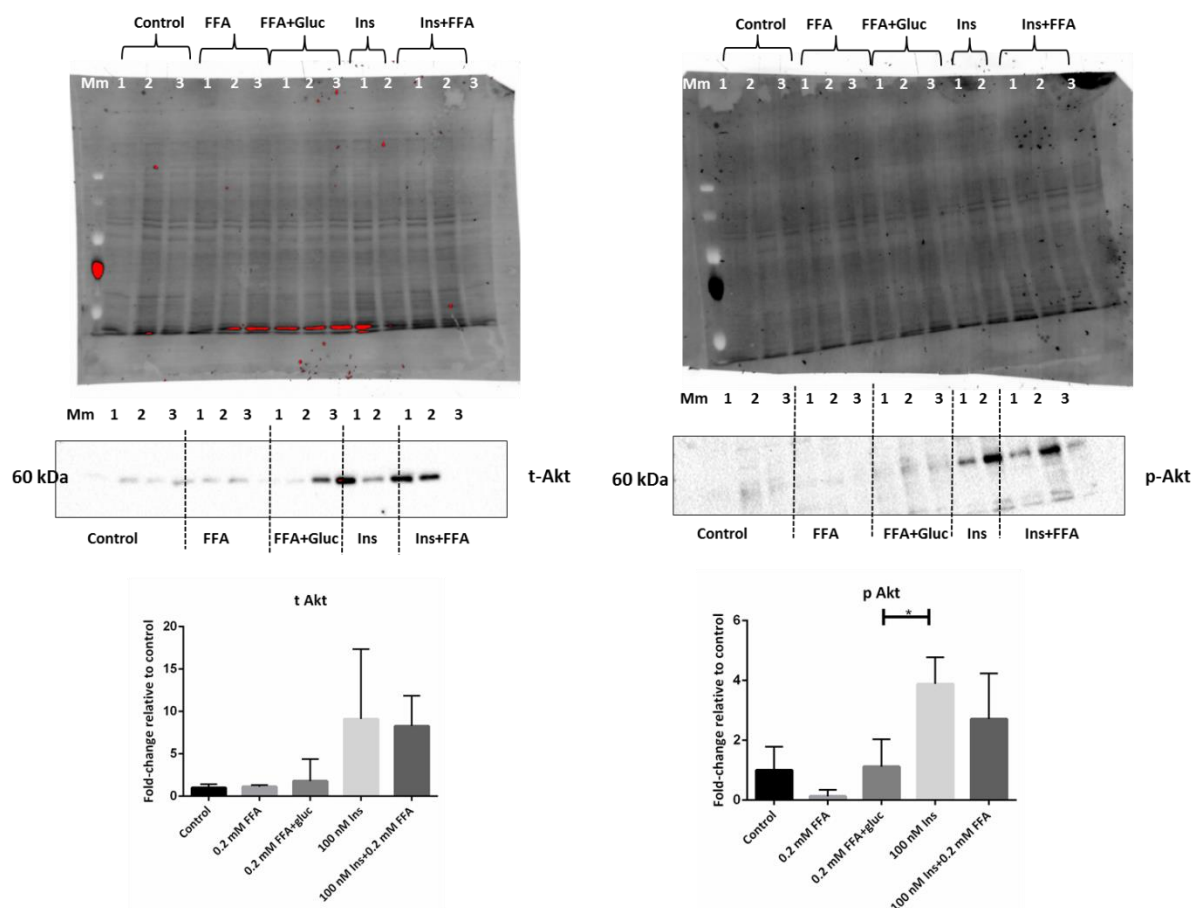 Control FFA FFA+Gluc Ins Ins+FFA
Mm 1 2 3 1 2 3 1 2 3 1 2 1 2 3
Mm 1 2 3 1 2 3 1 2 3 1 2 1 2 3
60 kDa t-Akt
Control FFA FFA+Gluc Ins Ins+FFA
t Akt
Fold-change relative to control
20
15
10
5
0
Control
0.2 mM FFA
0.2 mM FFA+gluc
100 nM Ins
100 nM Ins+0.2 mM FFA
Control FFA FFA+Gluc Ins Ins+FFA
Mm 1 2 3 1 2 3 1 2 3 1 2 1 2 3
Mm 1 2 3 1 2 3 1 2 3 1 2 1 2 3
60 kDa p-Akt
Control FFA FFA+Gluc Ins Ins+FFA
p Akt
*
Fold-change relative to control
6
4
2
0
Control
0.2 mM FFA
0.2 mM FFA+gluc
100 nM Ins
100 nM Ins+0.2 mM FFA